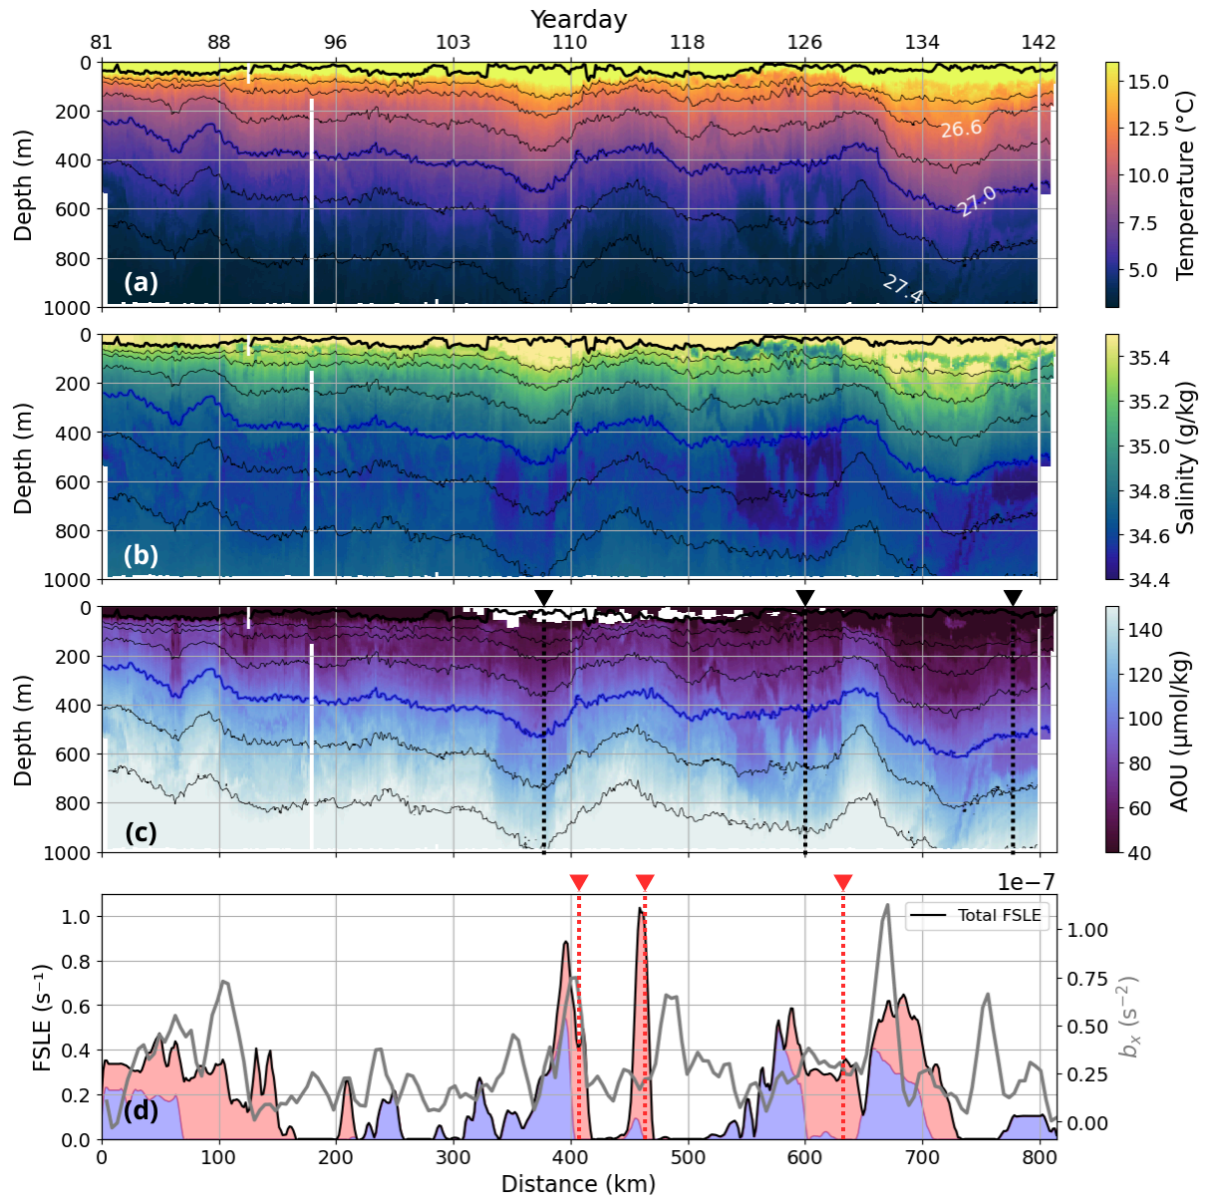 Yearday
81 88 96 103 110 118 126 134 142
0
200
400
600
800
1000
Depth (m)
26.6
27.0
27.4
(a)
15.0
12.5
10.0
7.5
5.0
Temperature (°C)
0
200
400
600
800
1000
Depth (m)
(b)
35.4
35.2
35.0
34.8
34.6
34.4
Salinity (g/kg)
0
200
400
600
800
1000
Depth (m)
(c)
140
120
100
80
60
40
AOU (μmol/kg)
1e−7
1.0
0.8
0.6
0.4
0.2
0.0
FSLE (s⁻¹)
Total FSLE
(d)
1.00
0.75
0.50
0.25
0.00
bₓ (s⁻²)
0 100 200 300 400 500 600 700 800
Distance (km)